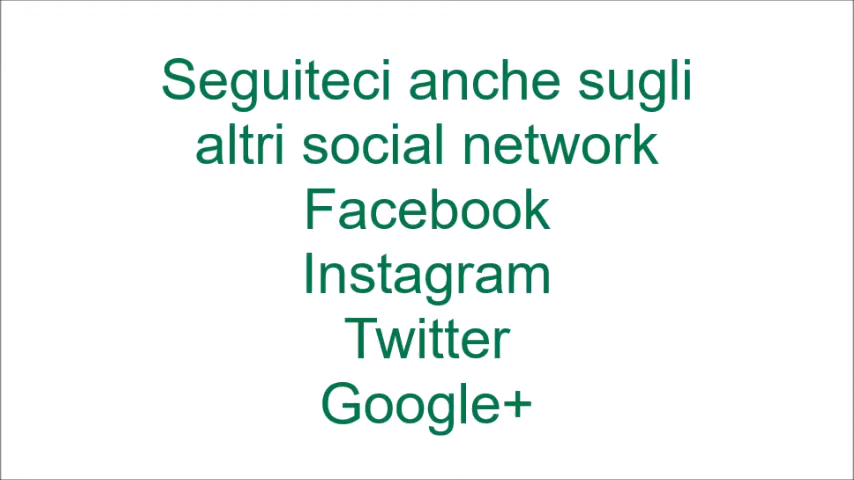 Seguiteci anche sugli
altri social network
Facebook
Instagram
Twitter
Google+